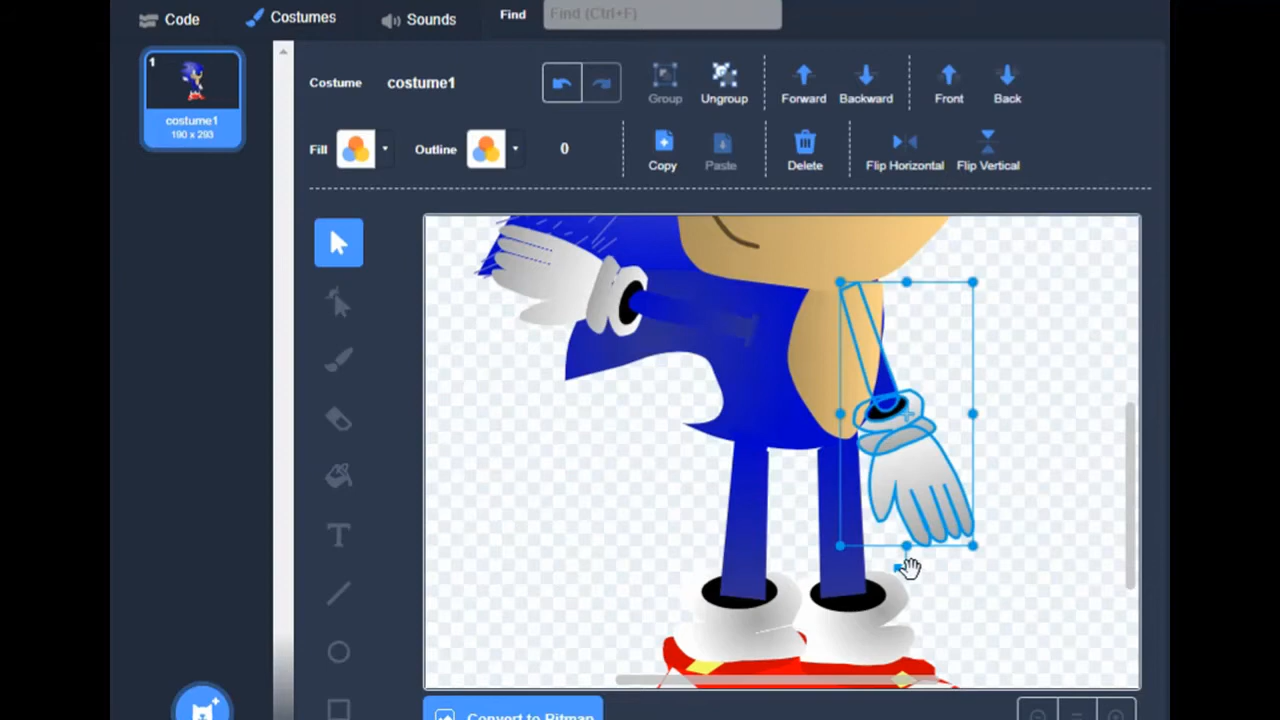 Code Costumes Sounds Find Find (Ctrl+F)
1
costume1
190 x 293
Costume costume1
Group Ungroup Forward Backward Front Back
Fill Outline 0
Copy Paste Delete Flip Horizontal Flip Vertical
T
Convert to Bitmap